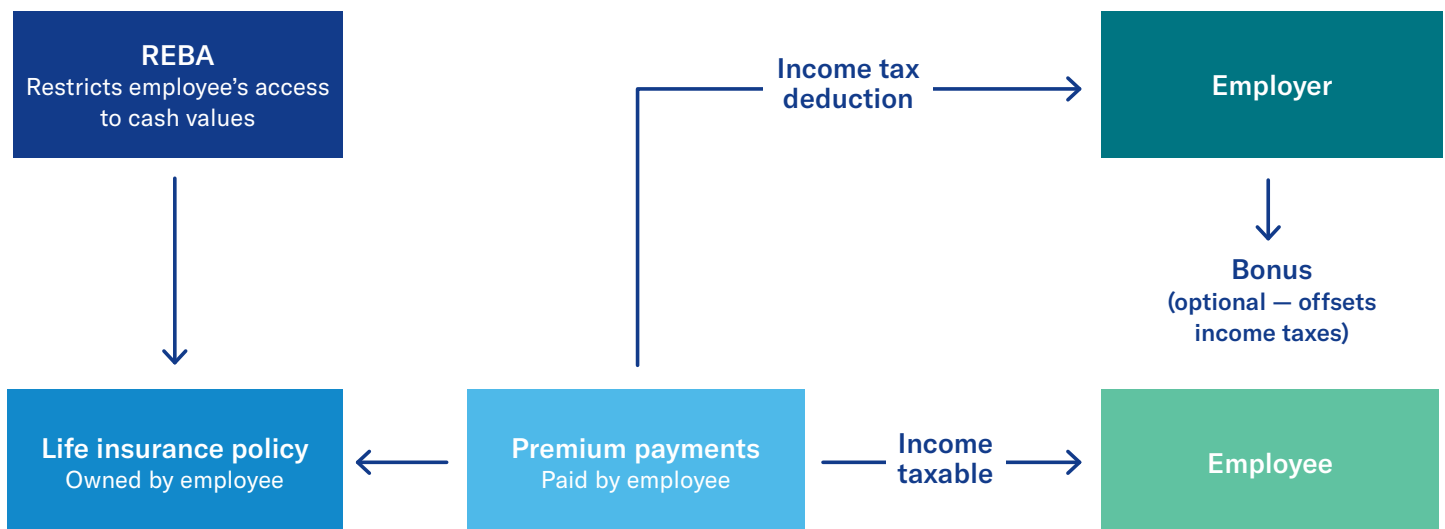 REBA
Restricts employee's access
to cash values
Income tax
deduction
Employer
Bonus
(optional — offsets
income taxes)
Life insurance policy
Owned by employee
Premium payments
Paid by employee
Income
taxable
Employee